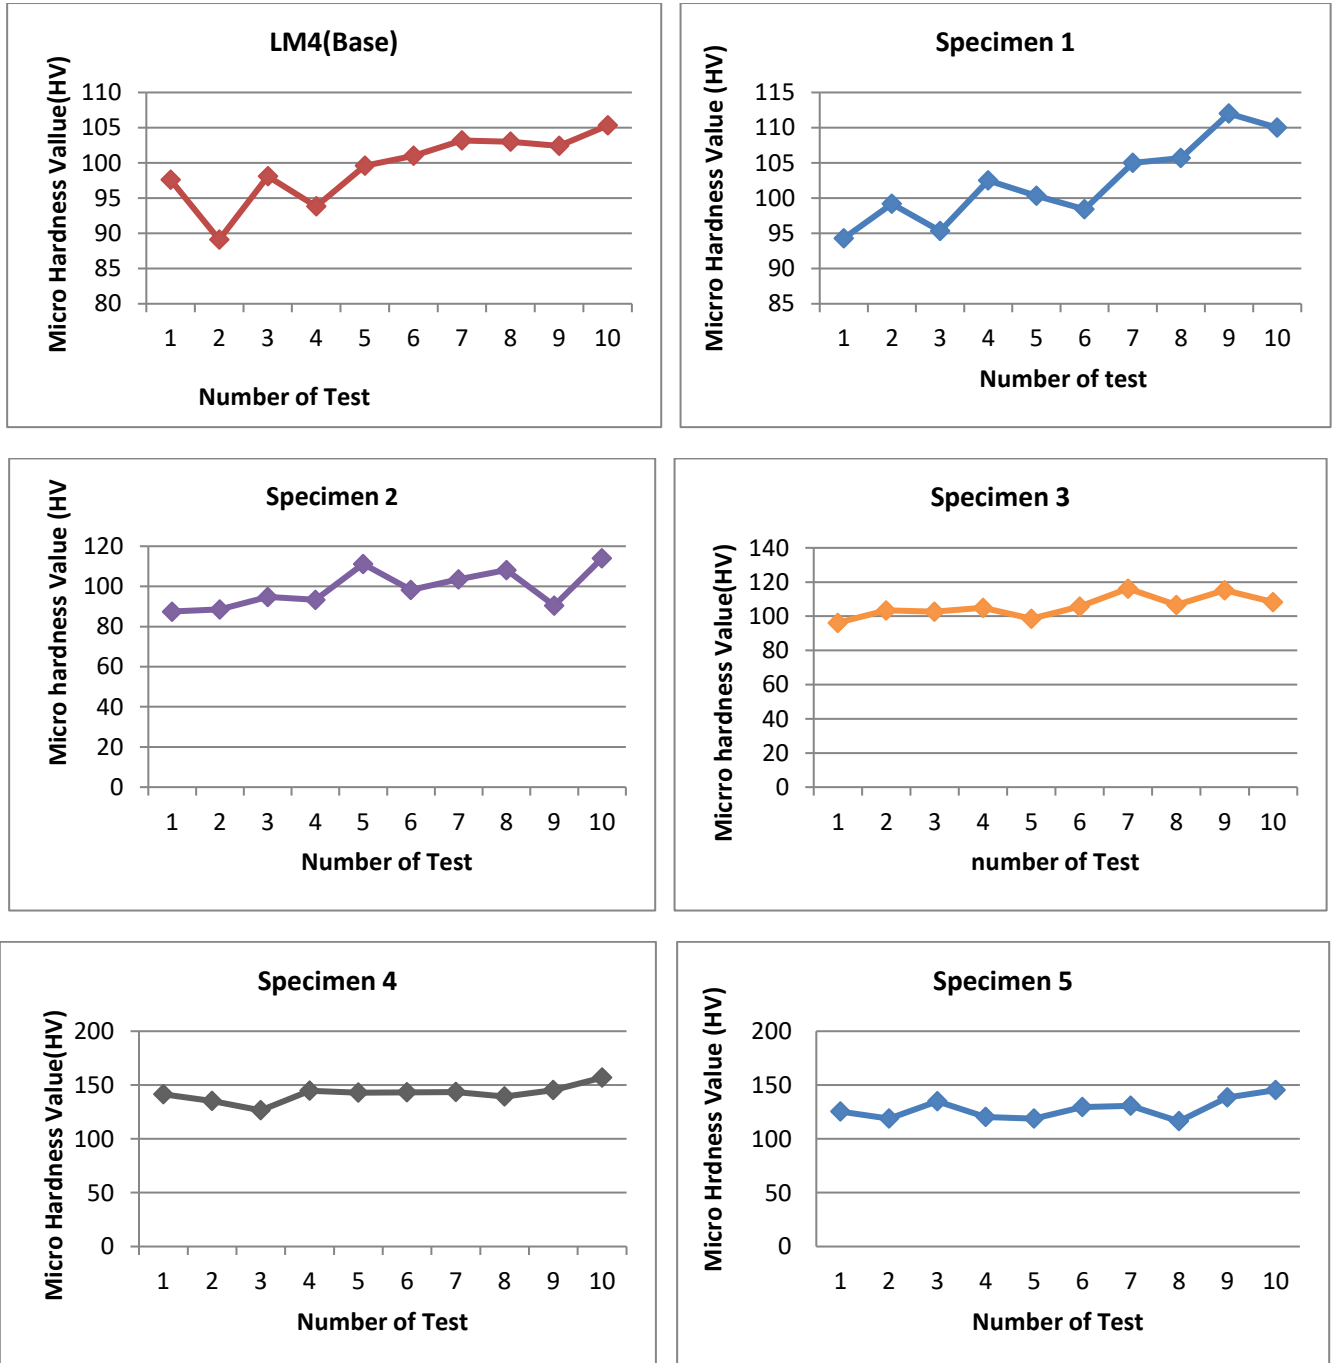 LM4(Base)
Micro Hardness Vallue(HV)
110
105
100
95
90
85
80
1 2 3 4 5 6 7 8 9 10
Number of Test
Specimen 1
Micrro Hardness Value (HV)
115
110
105
100
95
90
85
1 2 3 4 5 6 7 8 9 10
Number of test
Specimen 2
Micro hardness Value (HV
120
100
80
60
40
20
0
1 2 3 4 5 6 7 8 9 10
Number of Test
Specimen 3
Micrro hardness Value(HV)
140
120
100
80
60
40
20
0
1 2 3 4 5 6 7 8 9 10
number of Test
Specimen 4
Micro Hardness Value(HV)
200
150
100
50
0
1 2 3 4 5 6 7 8 9 10
Number of Test
Specimen 5
Micro Hrdness Value (HV)
200
150
100
50
0
1 2 3 4 5 6 7 8 9 10
Number of Test